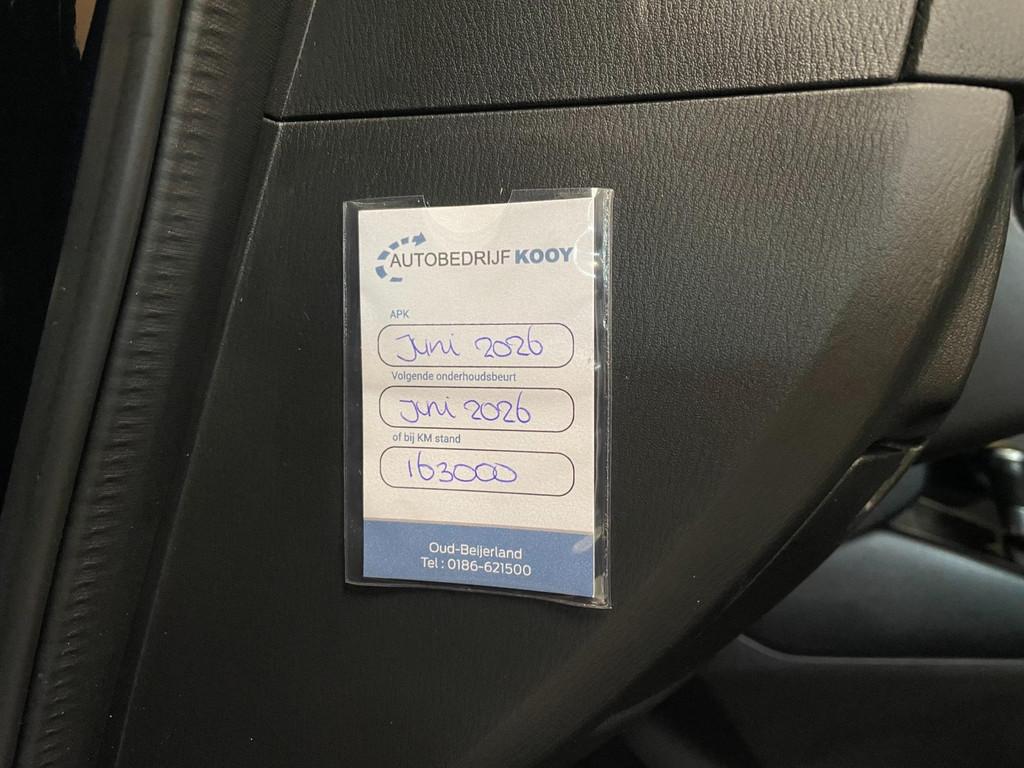 AUTOBEDRIJF KOOY
APK
Juni 2026
Volgende onderhoudsbeurt
Juni 2026
of bij KM stand
163000
Oud-Beijerland
Tel : 0186-621500